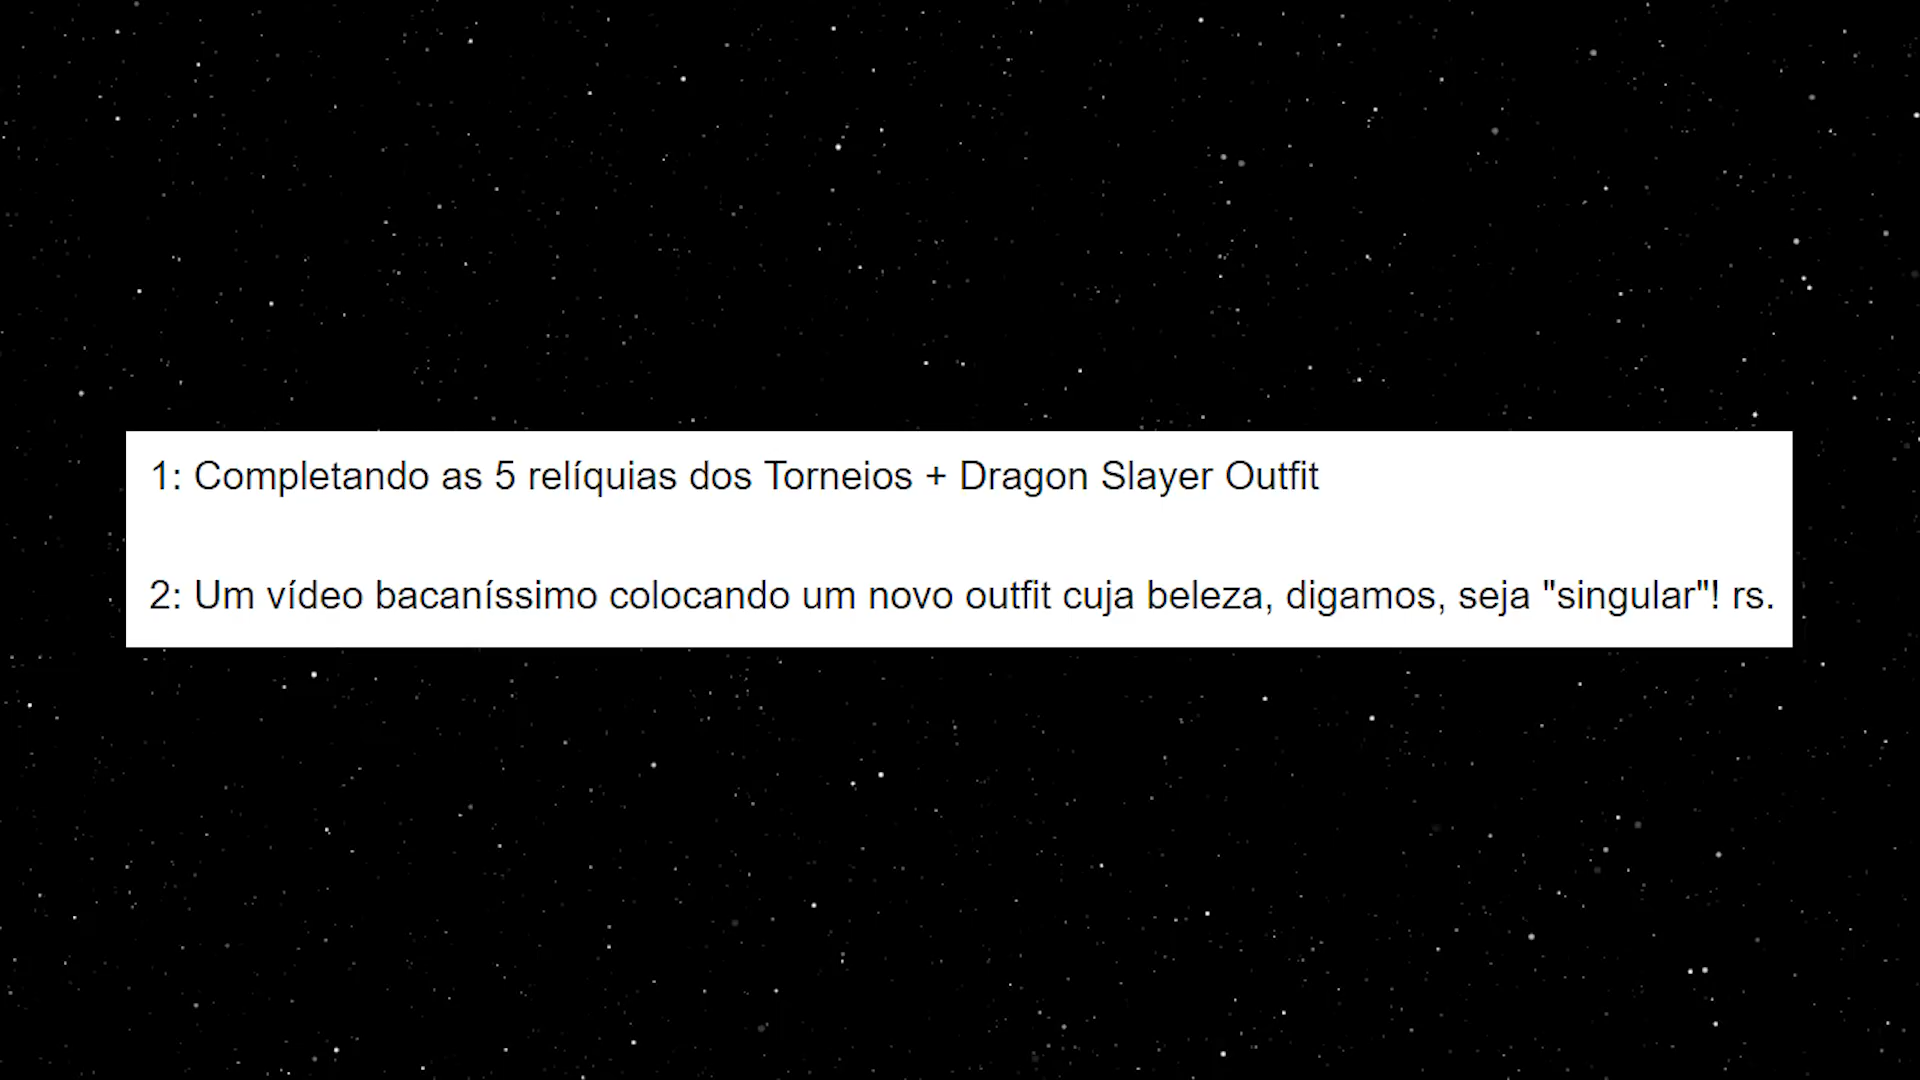 1: Completando as 5 relíquias dos Torneios + Dragon Slayer Outfit
2: Um vídeo bacaníssimo colocando um novo outfit cuja beleza, digamos, seja "singular"! rs.